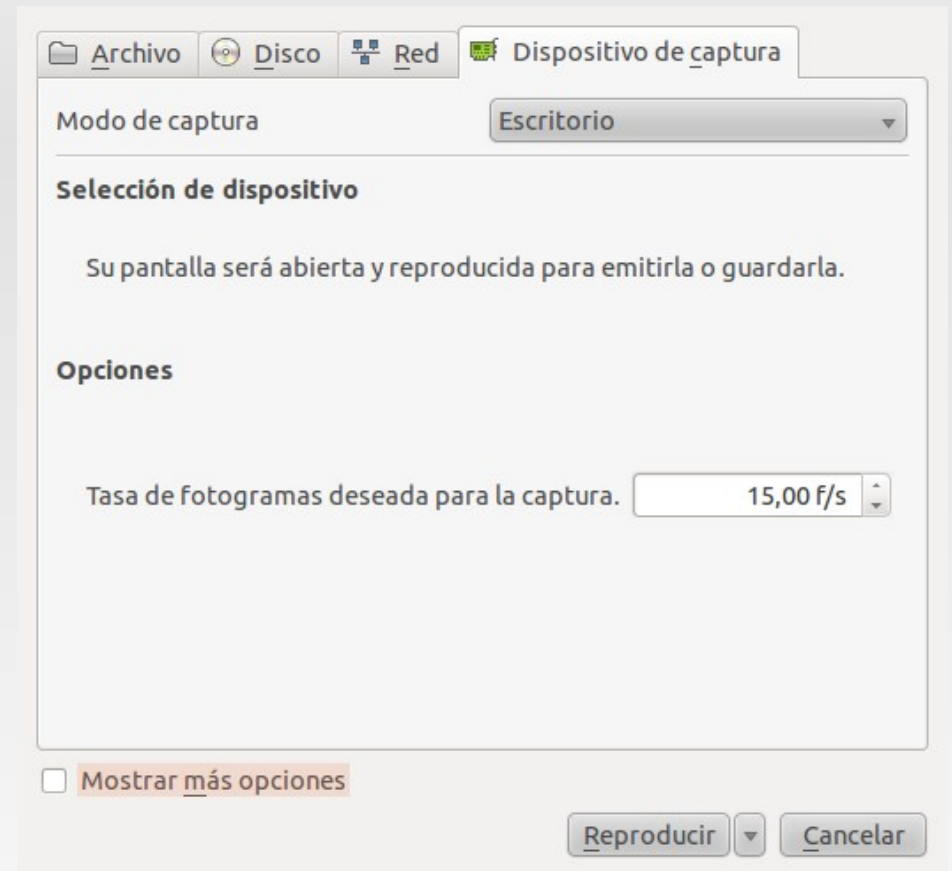 Archivo Disco Red Dispositivo de captura
Modo de captura Escritorio
Selección de dispositivo
Su pantalla será abierta y reproducida para emitirla o guardarla.
Opciones
Tasa de fotogramas deseada para la captura. 15,00 f/s
Mostrar más opciones
Reproducir Cancelar